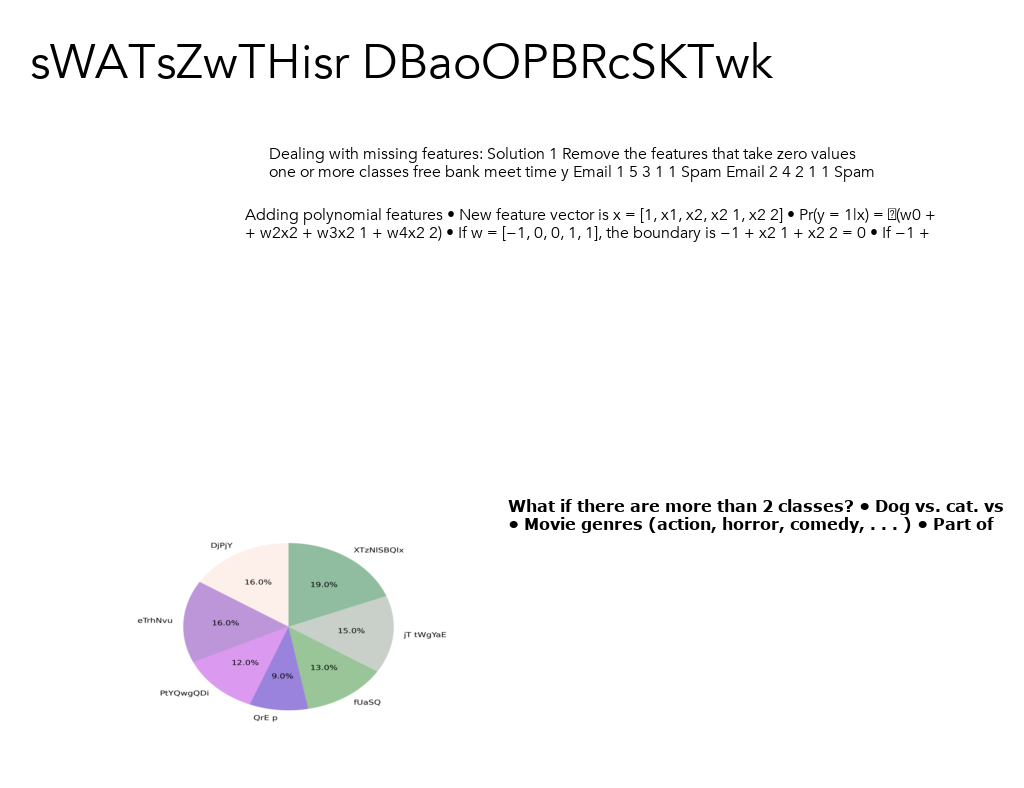 sWATsZwTHisr DBaoOPBRcSKTwk
Dealing with missing features: Solution 1 Remove the features that take zero values
one or more classes free bank meet time y Email 1 5 3 1 1 Spam Email 2 4 2 1 1 Spam
Adding polynomial features • New feature vector is x = [1, x1, x2, x2 1, x2 2] • Pr(y = 1|x) = (w0 +
+ w2x2 + w3x2 1 + w4x2 2) • If w = [−1, 0, 0, 1, 1], the boundary is −1 + x2 1 + x2 2 = 0 • If −1 +
What if there are more than 2 classes? • Dog vs. cat. vs
• Movie genres (action, horror, comedy, . . . ) • Part of
DJPjY
XTzNISBQIx
16.0%
19.0%
eTrhNvu
16.0%
15.0%
jT tWgYaE
12.0%
13.0%
9.0%
PtYQwgQDi
fUaSQ
QrE p